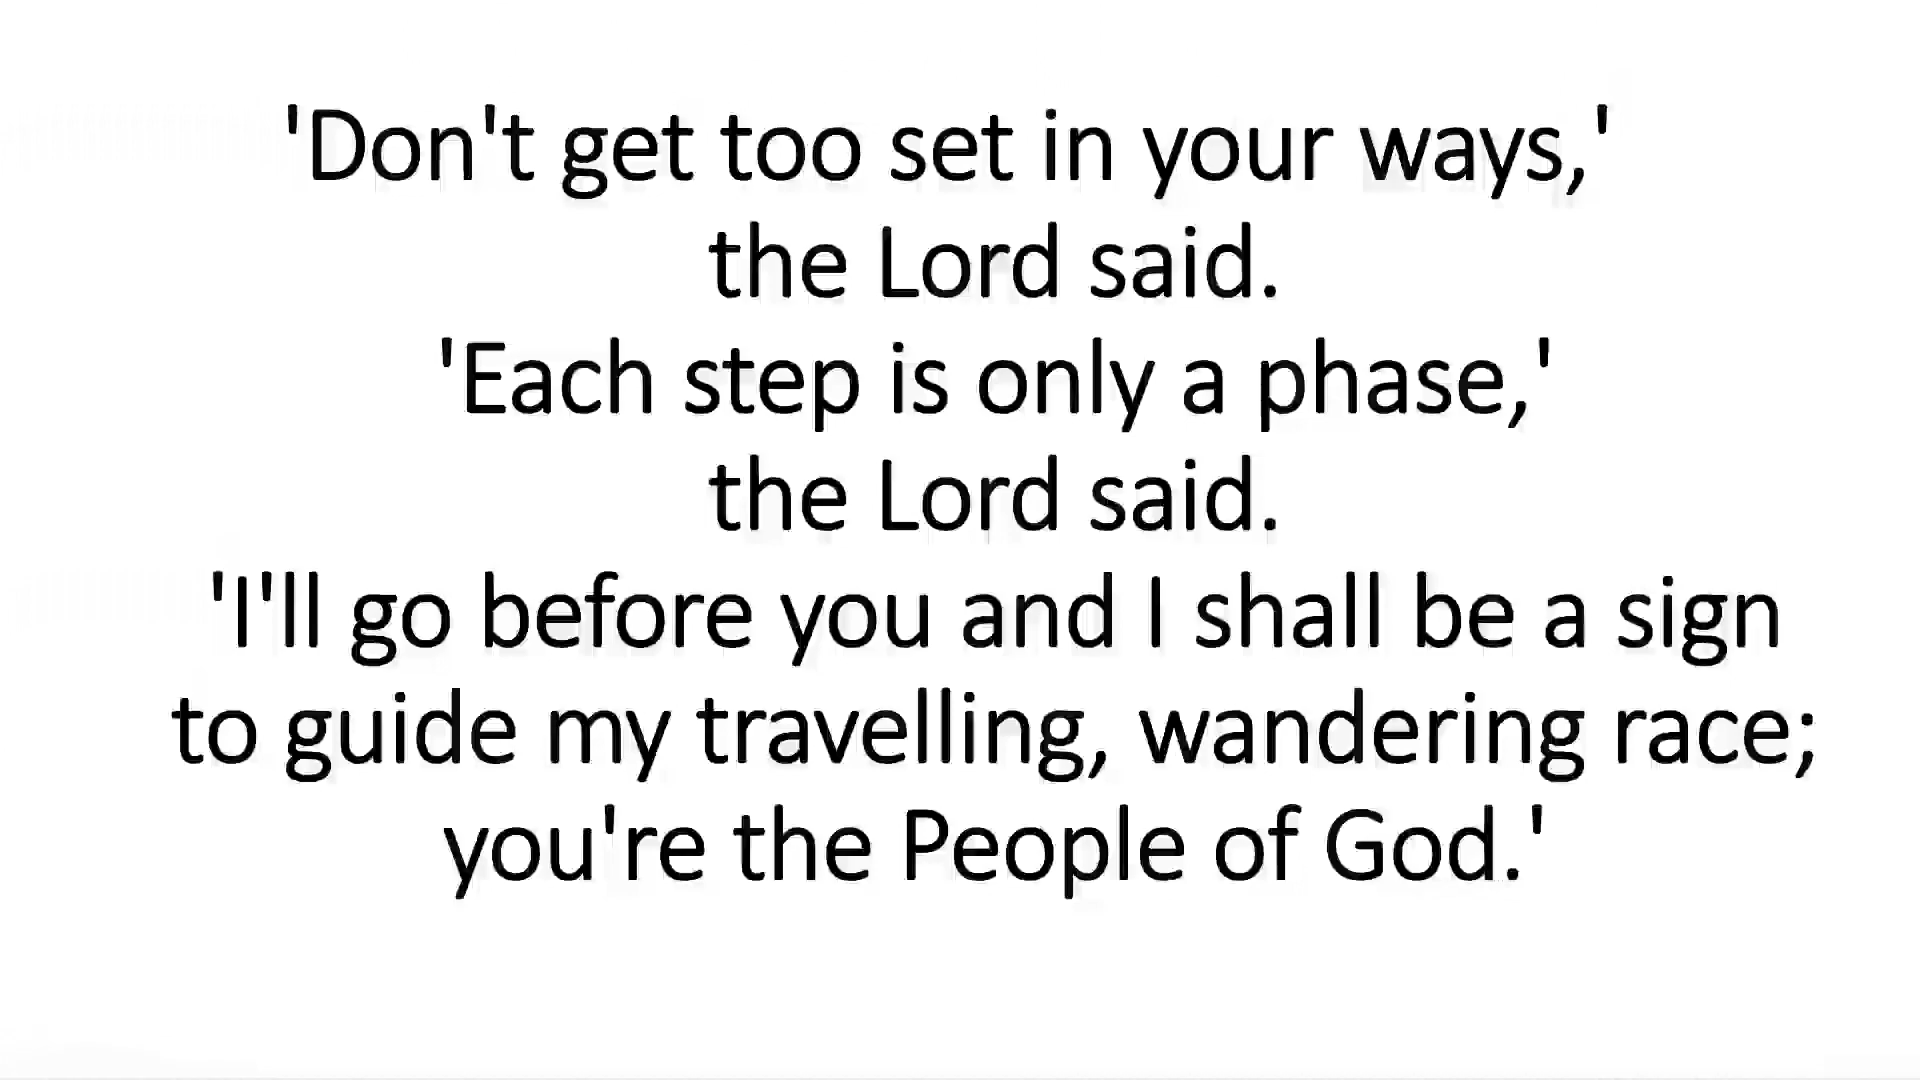 'Don't get too set in your ways,'
the Lord said.
'Each step is only a phase,'
the Lord said.
'I'll go before you and I shall be a sign
to guide my travelling, wandering race;
you're the People of God.'